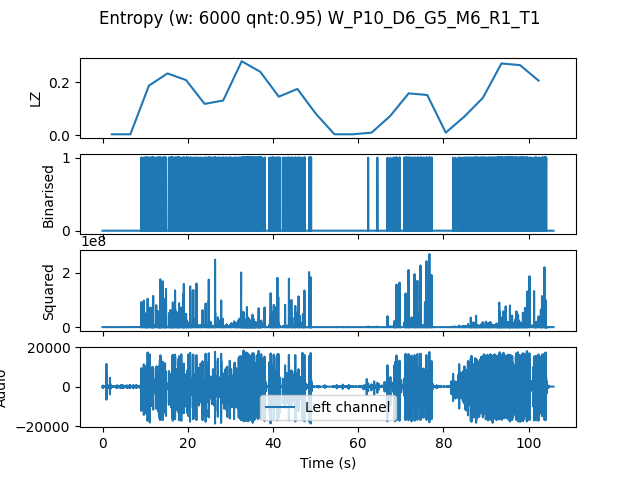 Entropy (w: 6000 qnt:0.95) W_P10_D6_G5_M6_R1_T1
0.2
0.0
LZ
1
0
Binarised
1e8
2
0
Squared
20000
0
−20000
Audio
Left channel
0 20 40 60 80 100
Time (s)